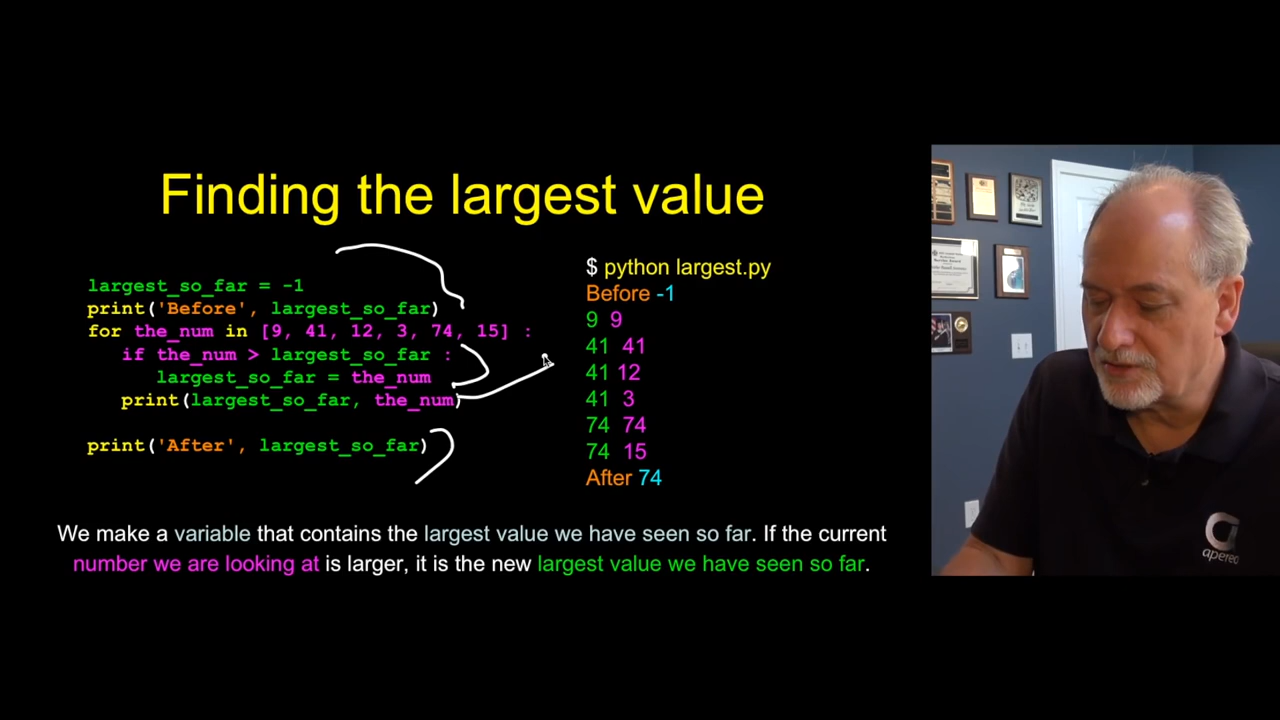 Finding the largest value
largest_so_far = -1
print('Before', largest_so_far)
for the_num in [9, 41, 12, 3, 74, 15] :
    if the_num > largest_so_far :
        largest_so_far = the_num
    print(largest_so_far, the_num)
print('After', largest_so_far)
$ python largest.py
Before -1
9 9
41 41
41 12
41 3
74 74
74 15
After 74
We make a variable that contains the largest value we have seen so far. If the current
number we are looking at is larger, it is the new largest value we have seen so far.
apereo